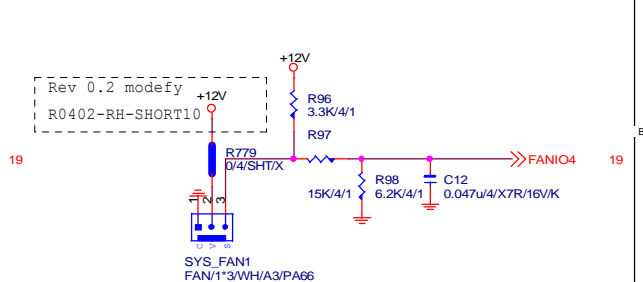 Rev 0.2 modefy
+12V
R0402-RH-SHORT10
+12V
R96
3.3K/4/1
R97
R779
0/4/SHT/X
19
FANIO4
19
B
15K/4/1
R98
6.2K/4/1
C12
0.047u/4/X7R/16V/K
1
2
3
C
V
S
SYS_FAN1
FAN/1*3/WH/A3/PA66